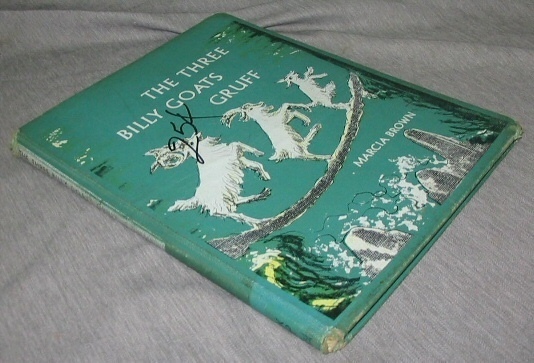 THE THREE
BILLY GOATS
GRUFF
25¢
MARCIA BROWN